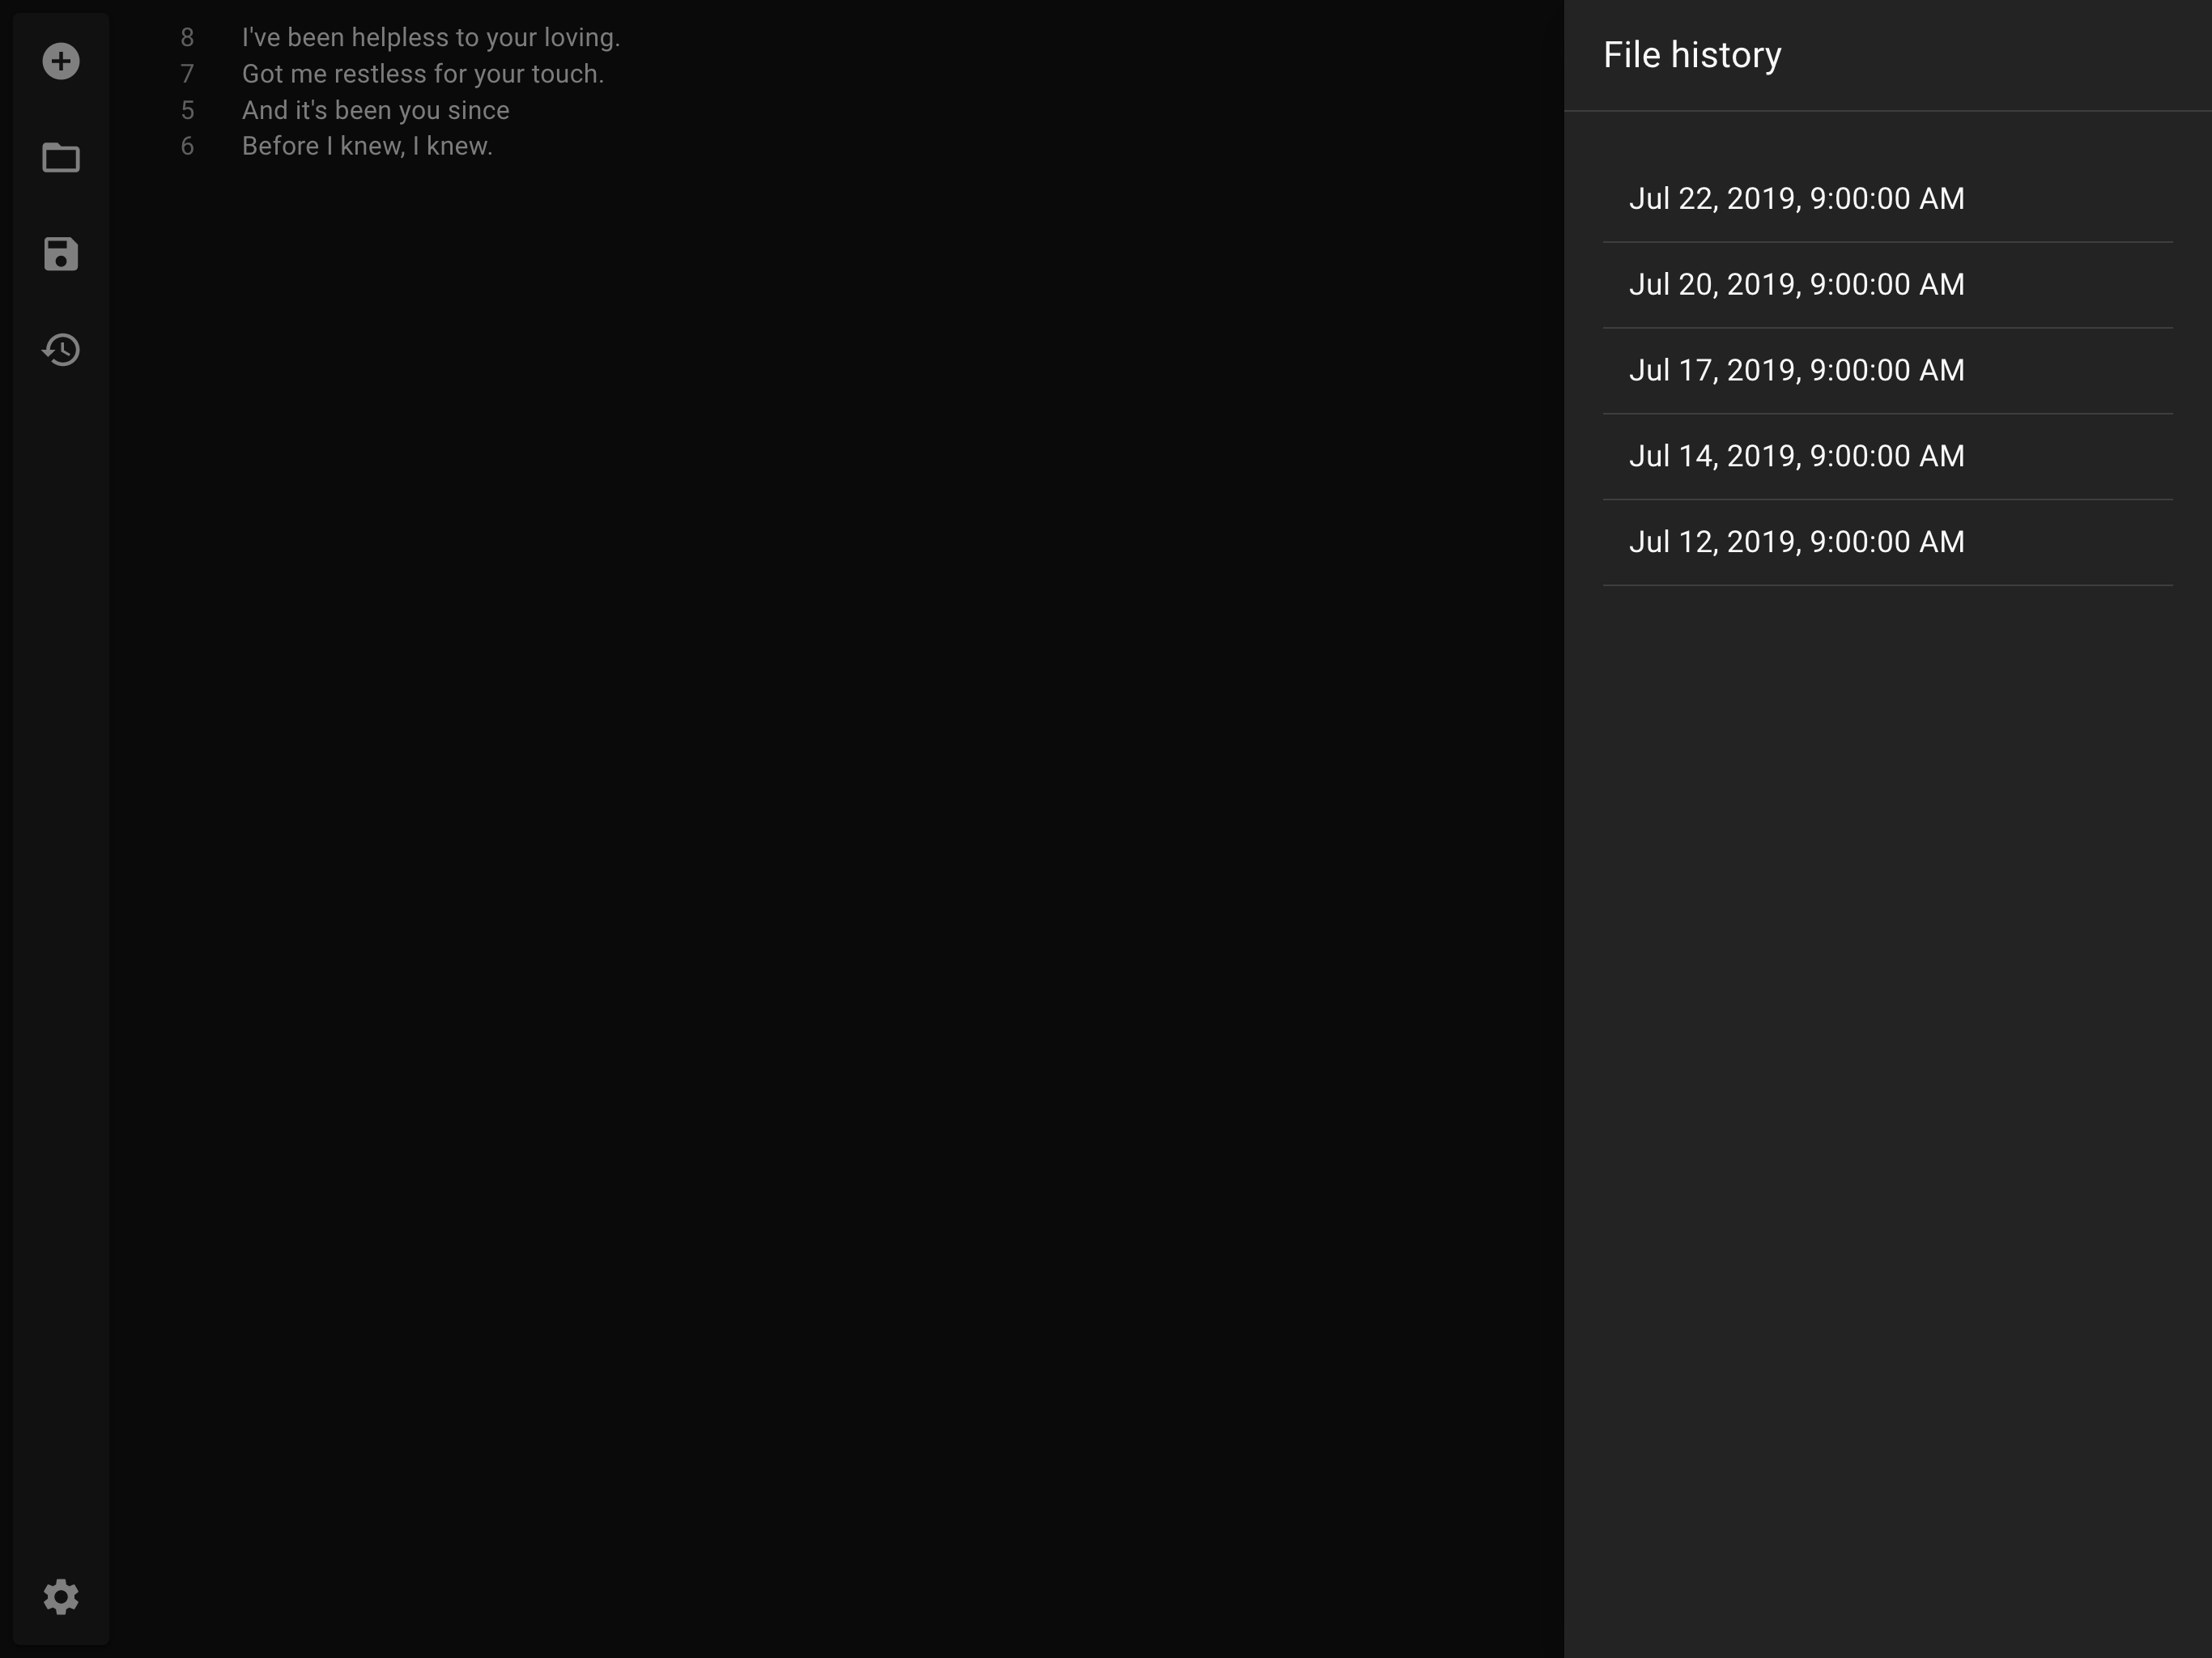 8 I've been helpless to your loving.
7 Got me restless for your touch.
5 And it's been you since
6 Before I knew, I knew.
File history
Jul 22, 2019, 9:00:00 AM
Jul 20, 2019, 9:00:00 AM
Jul 17, 2019, 9:00:00 AM
Jul 14, 2019, 9:00:00 AM
Jul 12, 2019, 9:00:00 AM